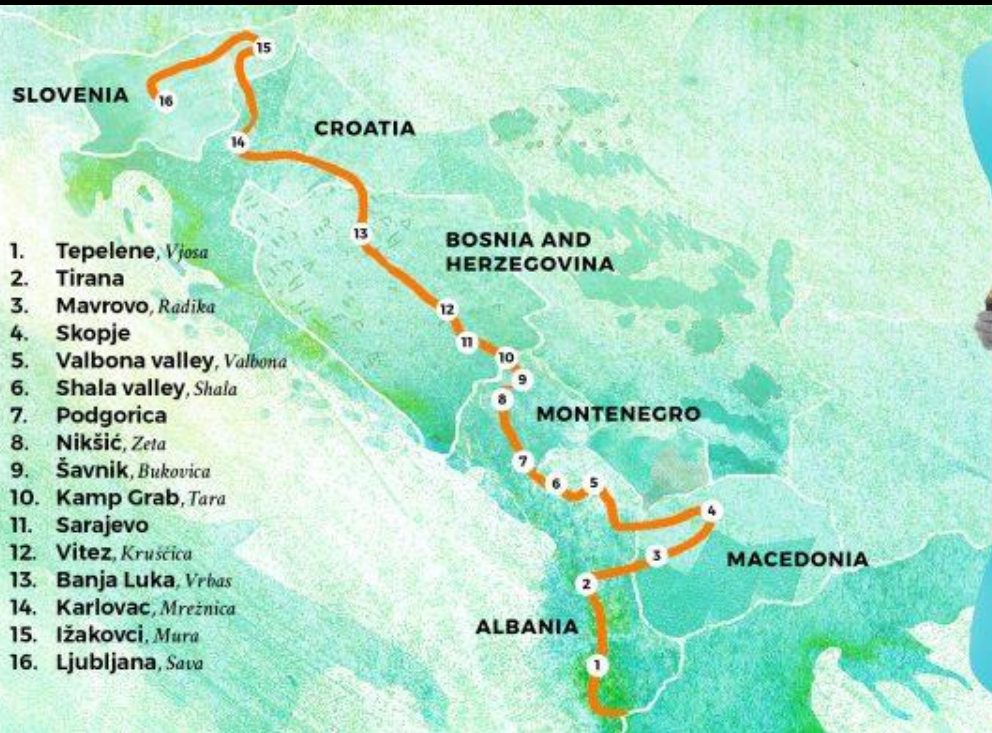 SLOVENIA
CROATIA
BOSNIA AND
HERZEGOVINA
MONTENEGRO
MACEDONIA
ALBANIA
1. Tepelene, Vjosa
2. Tirana
3. Mavrovo, Radika
4. Skopje
5. Valbona valley, Valbona
6. Shala valley, Shala
7. Podgorica
8. Nikšić, Zeta
9. Šavnik, Bukovica
10. Kamp Grab, Tara
11. Sarajevo
12. Vitez, Kruščica
13. Banja Luka, Vrbas
14. Karlovac, Mrežnica
15. Ižakovci, Mura
16. Ljubljana, Sava
15
16
14
13
12
11
10
9
8
7
6
5
4
3
2
1